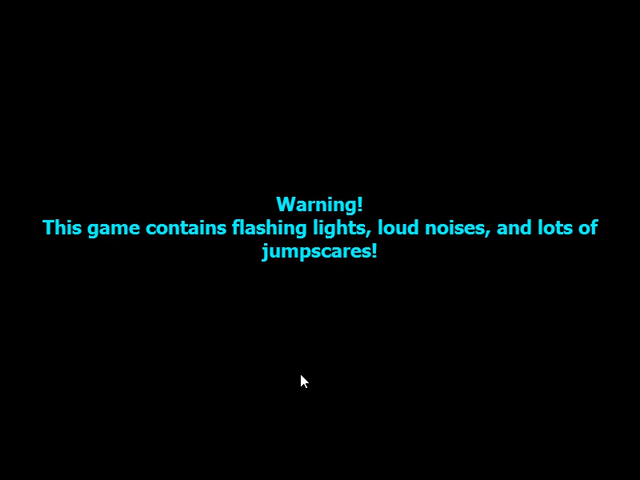 Warning!
This game contains flashing lights, loud noises, and lots of
jumpscares!